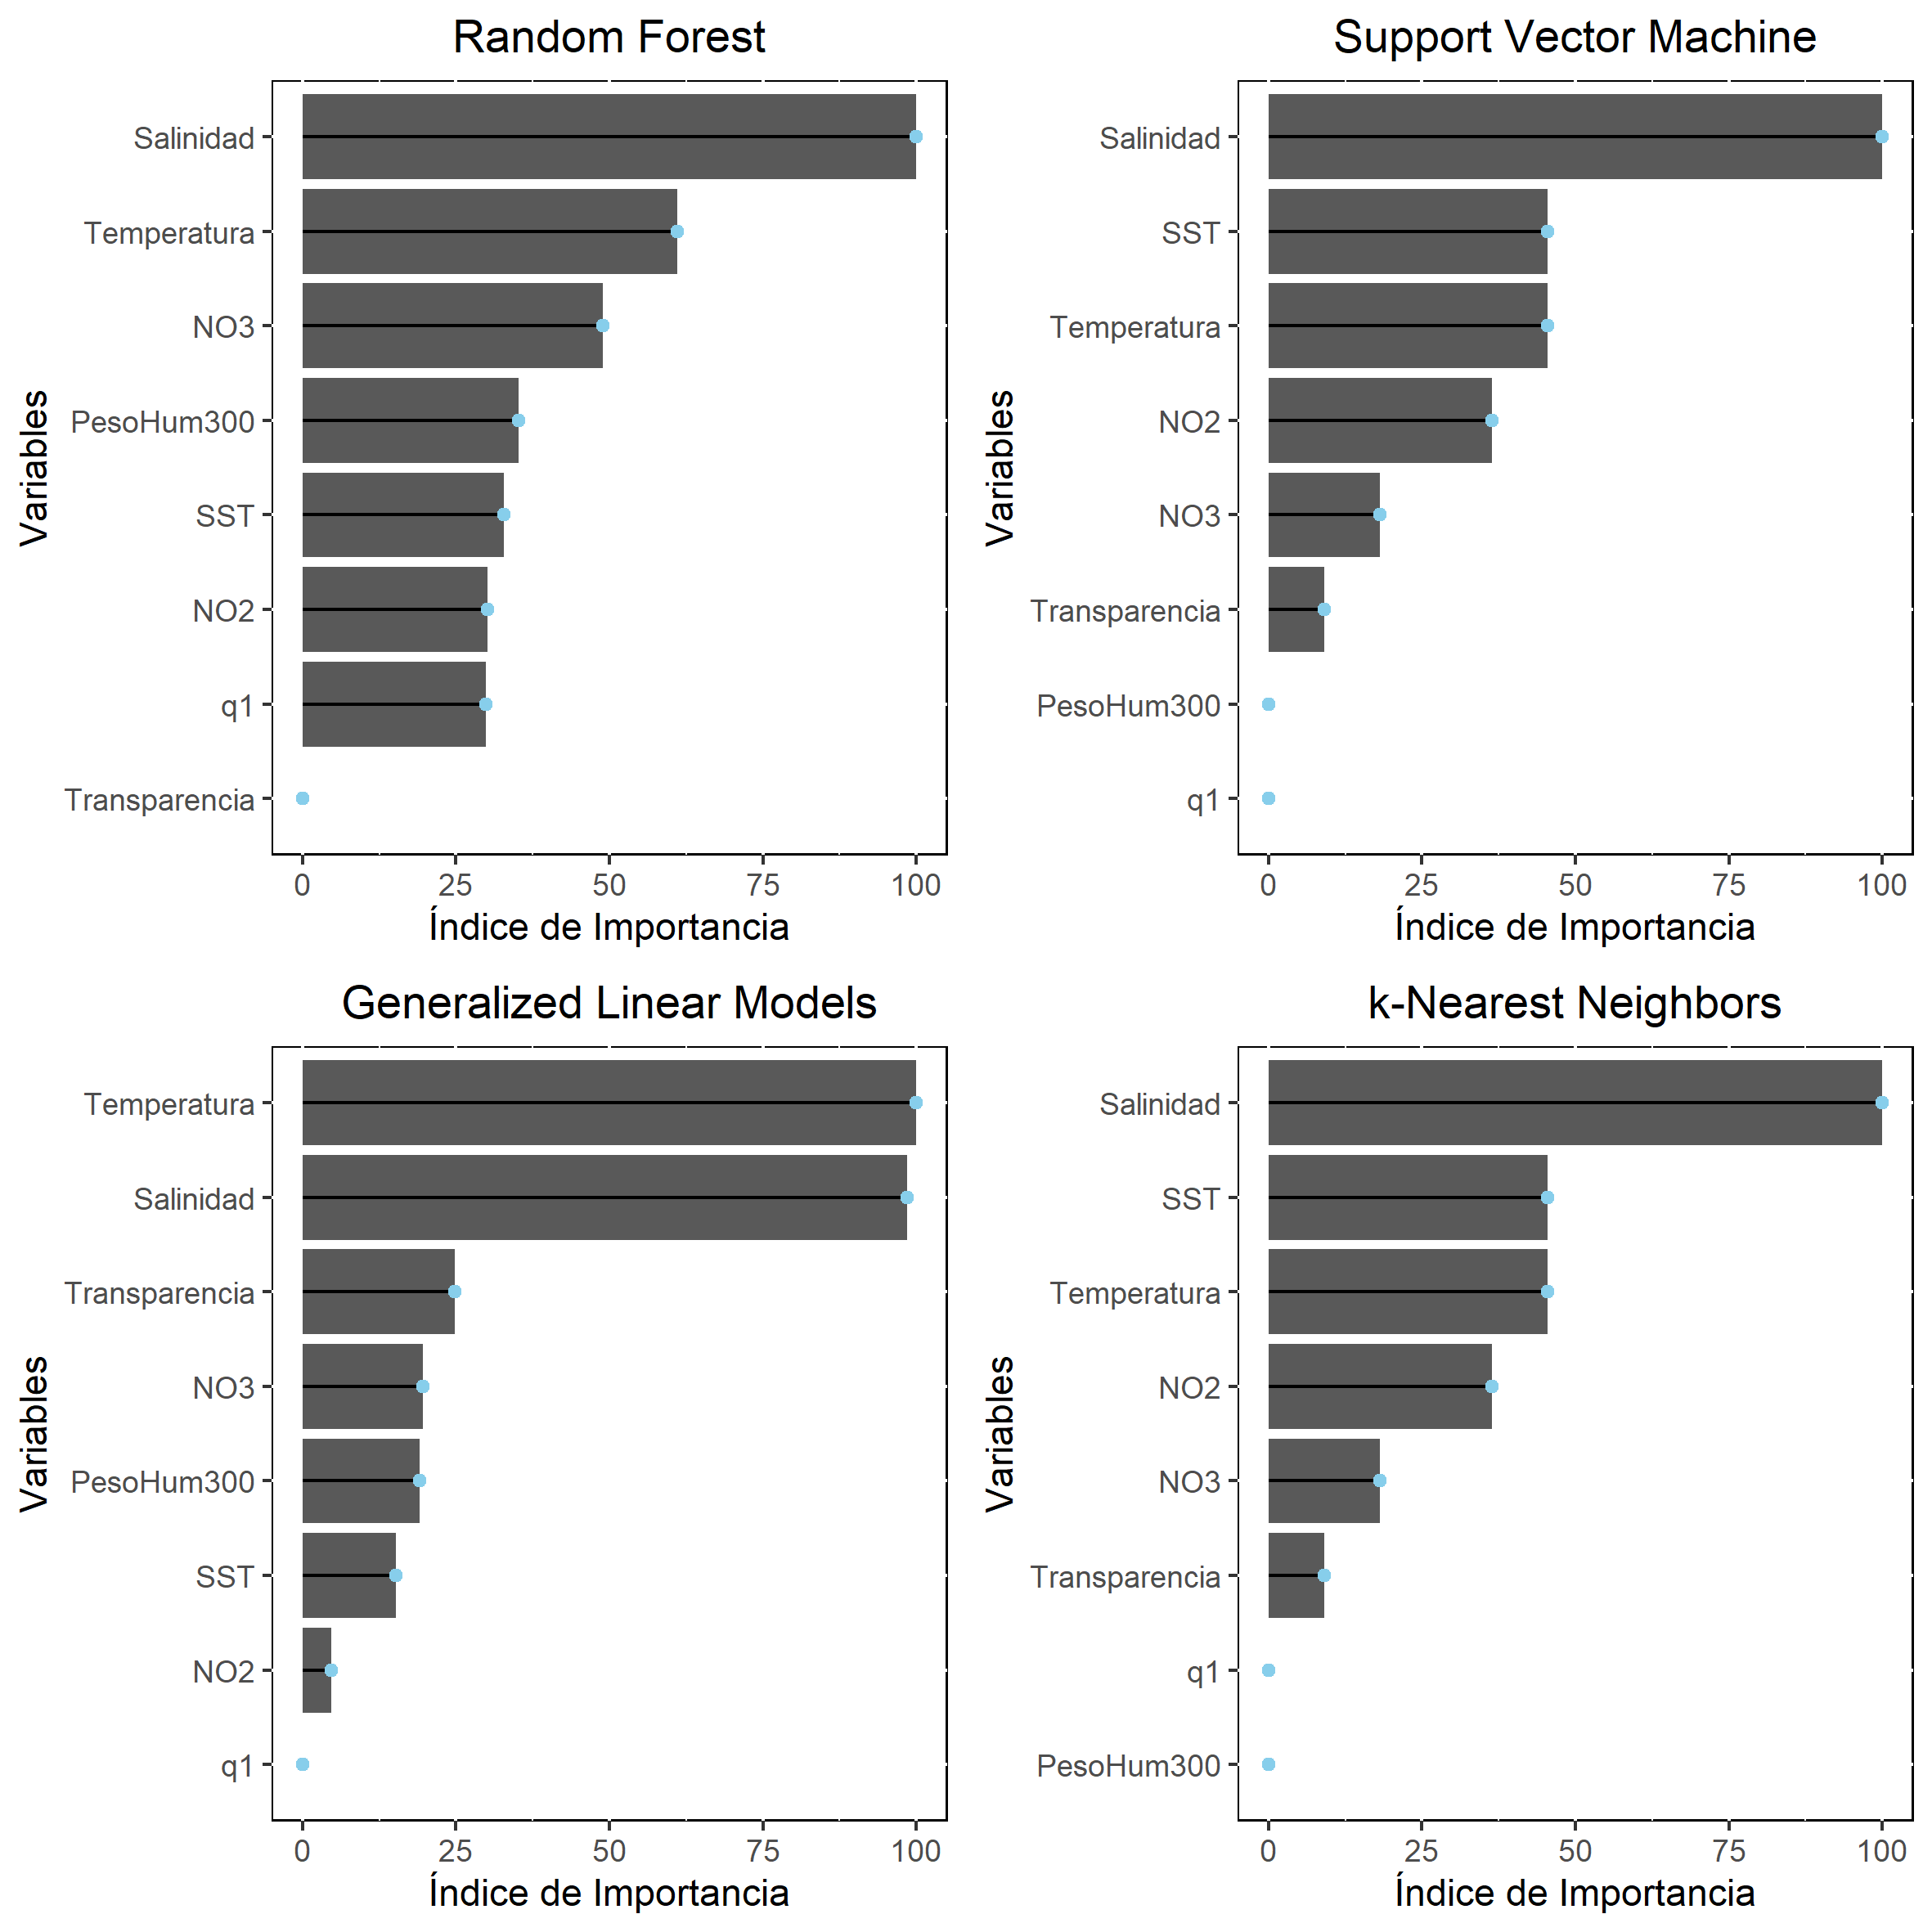 Random Forest
Variables
Salinidad
Temperatura
NO3
PesoHum300
SST
NO2
q1
Transparencia
0 25 50 75 100
Índice de Importancia
Support Vector Machine
Variables
Salinidad
SST
Temperatura
NO2
NO3
Transparencia
PesoHum300
q1
0 25 50 75 100
Índice de Importancia
Generalized Linear Models
Variables
Temperatura
Salinidad
Transparencia
NO3
PesoHum300
SST
NO2
q1
0 25 50 75 100
Índice de Importancia
k-Nearest Neighbors
Variables
Salinidad
SST
Temperatura
NO2
NO3
Transparencia
q1
PesoHum300
0 25 50 75 100
Índice de Importancia